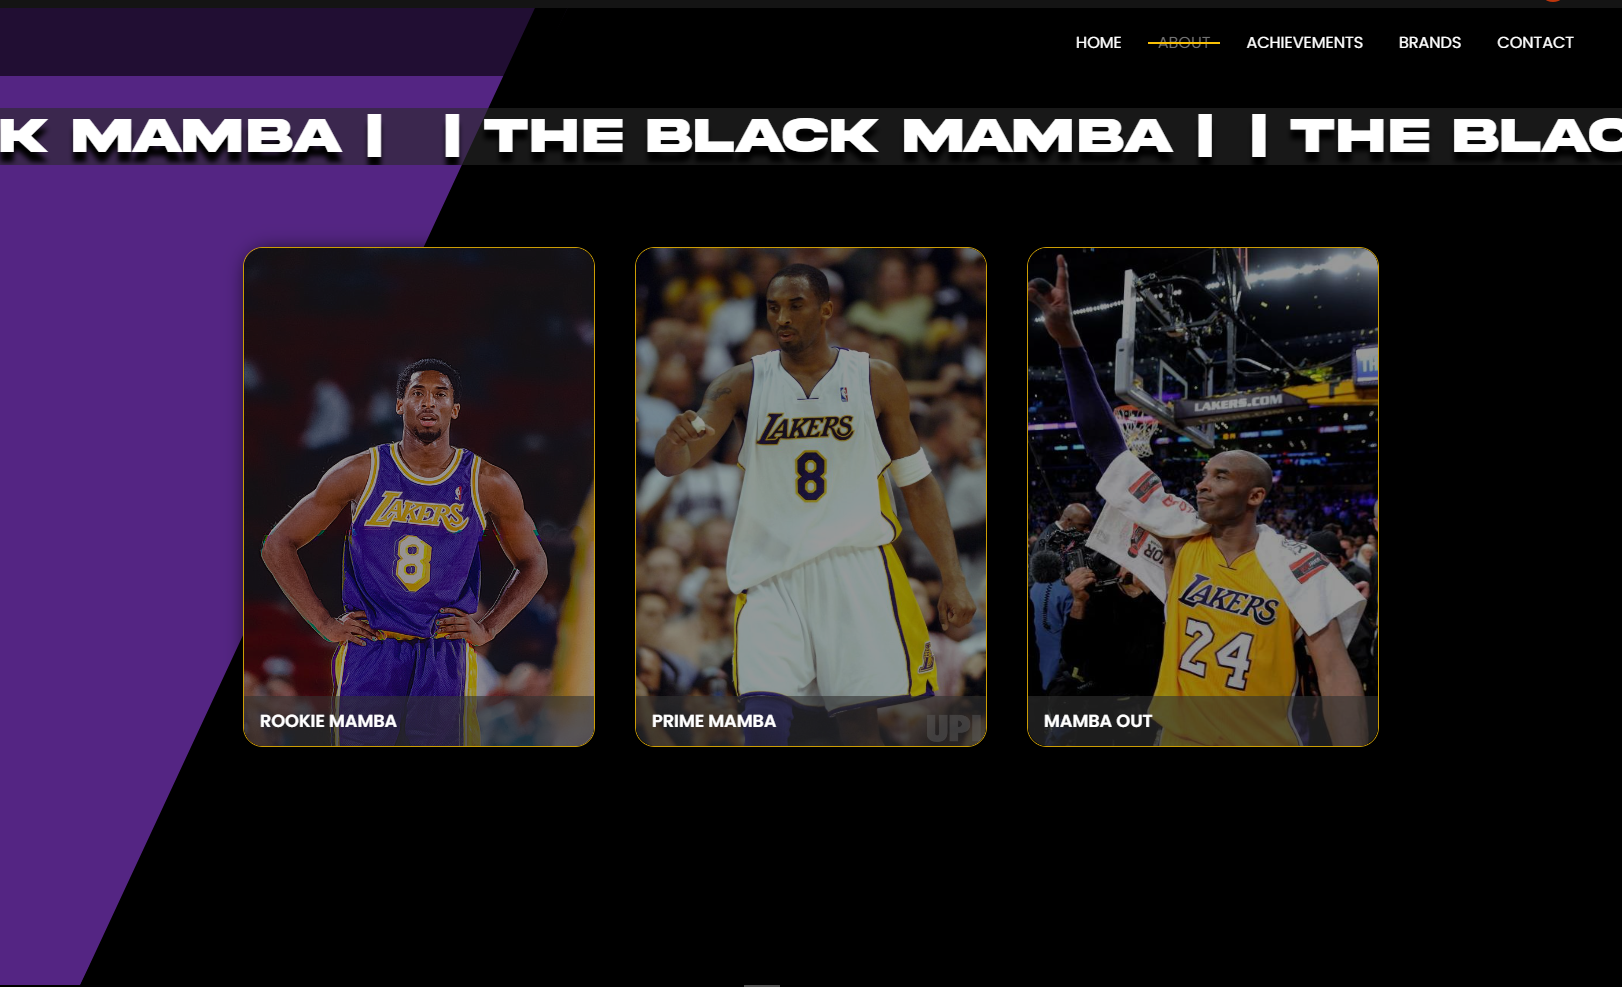 HOME ABOUT ACHIEVEMENTS BRANDS CONTACT
K MAMBA | | THE BLACK MAMBA | | THE BLAC
LAKERS
8
ROOKIE MAMBA
LAKERS
8
L
UPI
PRIME MAMBA
LAKERS.COM
LAKERS
24
MAMBA OUT